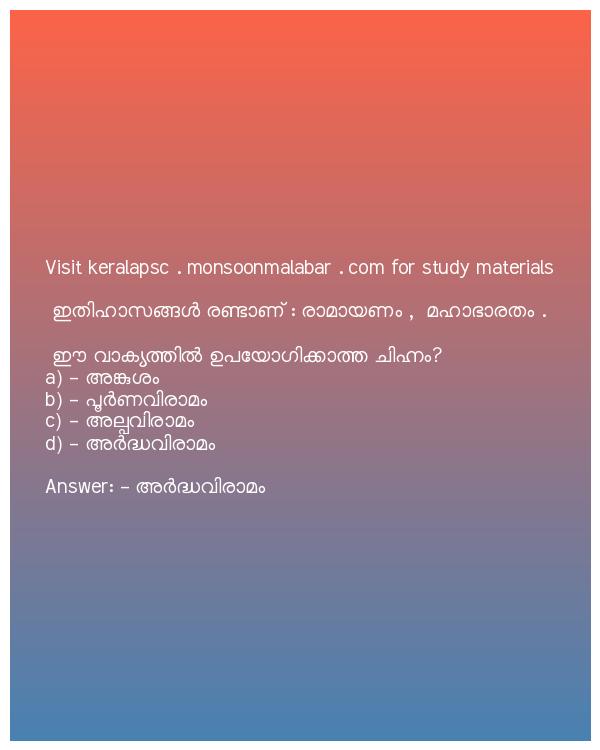 Visit keralapsc . monsoonmalabar . com for study materials
ഇതിഹാസങ്ങൾ രണ്ടാണ് : രാമായണം , മഹാഭാരതം .
ഈ വാക്യത്തിൽ ഉപയോഗിക്കാത്ത ചിഹ്നം?
a) – അങ്കുശം
b) – പൂർണവിരാമം
c) – അല്പവിരാമം
d) – അർദ്ധവിരാമം
Answer: – അർദ്ധവിരാമം